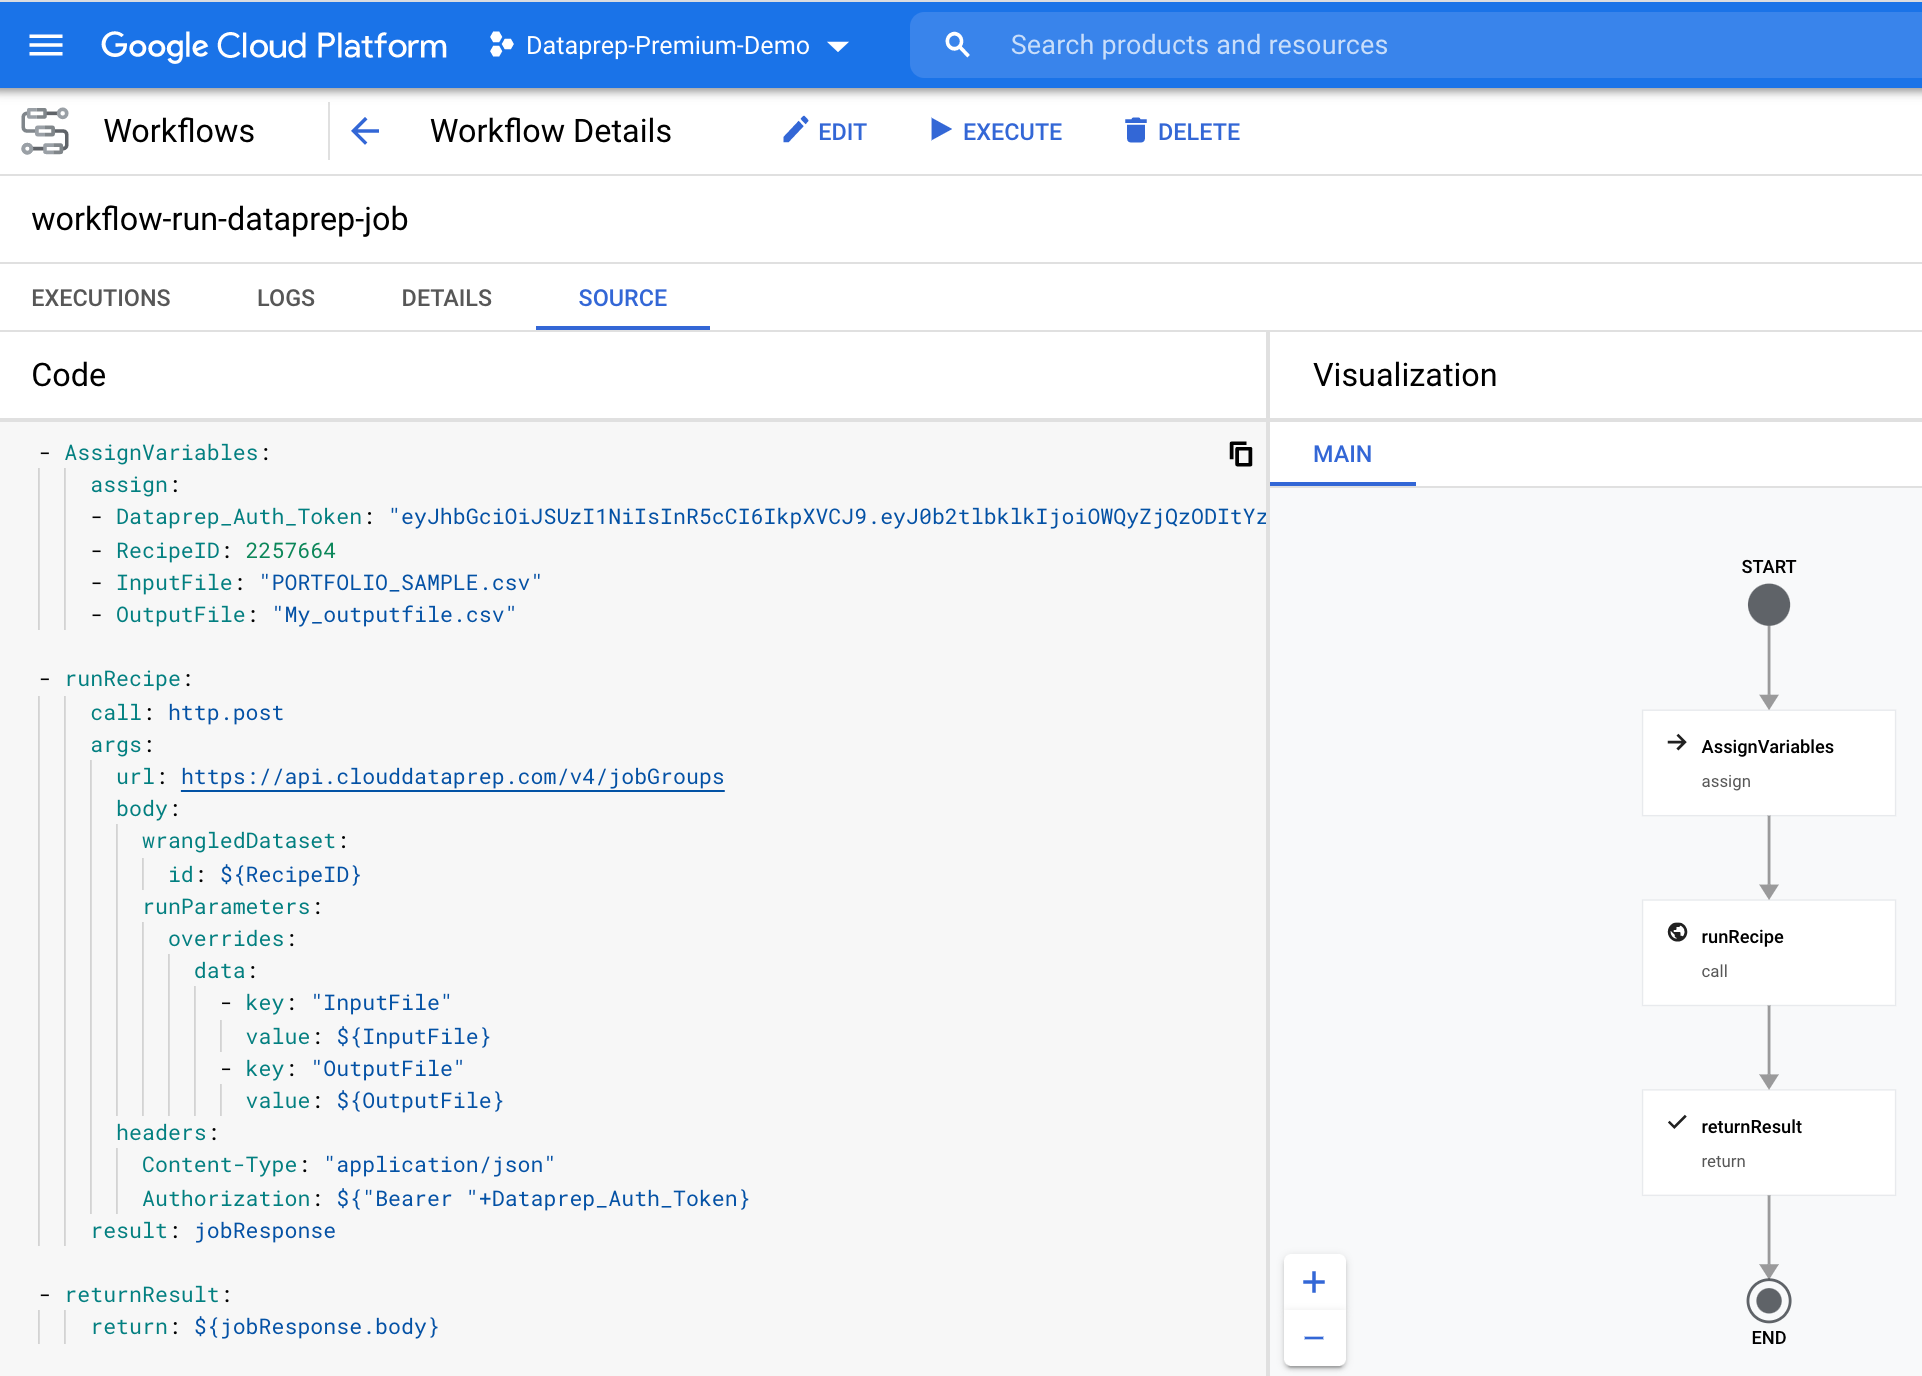 Google Cloud Platform
Dataprep-Premium-Demo
Search products and resources
Workflows
Workflow Details
EDIT
EXECUTE
DELETE
workflow-run-dataprep-job
EXECUTIONS
LOGS
DETAILS
SOURCE
Code
- AssignVariables:
assign:
- Dataprep_Auth_Token: "eyJhbGciOiJSUzI1NiIsInR5cCI6IkpXVCJ9.eyJ0b2tlbklkIjoiOWQyZjQzODItYz
- RecipeID: 2257664
- InputFile: "PORTFOLIO_SAMPLE.csv"
- OutputFile: "My_outputfile.csv"
- runRecipe:
call: http.post
args:
url: https://api.clouddataprep.com/v4/jobGroups
body:
wrangledDataset:
id: ${RecipeID}
runParameters:
overrides:
data:
- key: "InputFile"
value: ${InputFile}
- key: "OutputFile"
value: ${OutputFile}
headers:
Content-Type: "application/json"
Authorization: ${"Bearer "+Dataprep_Auth_Token}
result: jobResponse
- returnResult:
return: ${jobResponse.body}
Visualization
MAIN
START
AssignVariables
assign
runRecipe
call
returnResult
return
END